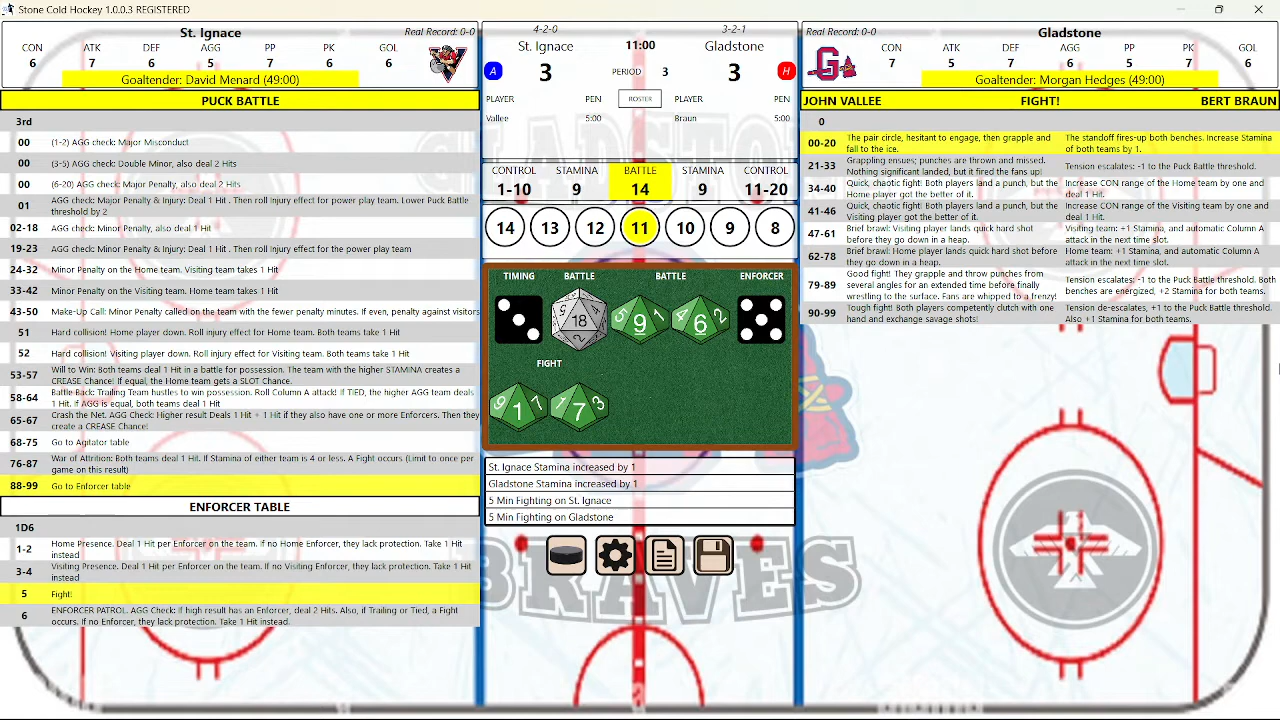 Stone Cold Hockey 1.0.0.3 REGISTERED
St. Ignace
Real Record: 0-0
CON ATK DEF AGG PP PK GOL
6 7 6 5 7 6 6
Goaltender: David Menard (49:00)
4-2-0 3-2-1
St. Ignace 11:00 Gladstone
A 3 PERIOD 3 3 H
PLAYER PEN ROSTER PLAYER PEN
Vallee 5:00 Braun 5:00
Real Record: 0-0
Gladstone
CON ATK DEF AGG PP PK GOL
7 5 7 6 5 7 6
Goaltender: Morgan Hedges (49:00)
PUCK BATTLE
3rd
00 (1-2) AGG check: Major Misconduct
00 (3-5) AGG check: Double Minor, also deal 2 Hits
00 (6-20) AGG check: Major Penalty, also deal 2 Hits
01 AGG check: Major Penalty & Injury: Deal 1 Hit . Then roll Injury effect for power play team. Lower Puck Battle
threshold by 2
02-18 AGG check: Minor Penalty, also deal 1 Hit
19-23 AGG check: Minor Penalty & Injury: Deal 1 Hit . Then roll Injury effect for the power play team
24-32 Minor Penalty on the Home team. Visiting team takes 1 Hit
33-42 Minor Penalty on the Visiting team. Home team takes 1 Hit
43-50 Make-Up Call: Minor Penalty called on the team with the fewer penalty minutes. If even, penalty against visitors
51 Hard collision! Home player down. Roll injury effect for Home team. Both teams take 1 Hit
52 Hard collision! Visiting player down. Roll injury effect for Visiting team. Both teams take 1 Hit
53-57 Will to Win: Both teams deal 1 Hit in a battle for possession. The team with the higher STAMINA creates a
CREASE Chance! If equal, the Home team gets a SLOT Chance.
58-64 Battle Back: Trailing Team hustles to win possession. Roll Column A attack! If TIED, the higher AGG team deals
1 Hit. if AGG is equal, both teams deal 1 Hit
65-67 Crash the Net. AGG Check: Higher result Deals 1 Hit + 1 Hit if they also have one or more Enforcers. Then they
create a CREASE Chance!
68-75 Go to Agitator table
76-87 War of Attrition: Both teams deal 1 Hit. If Stamina of either team is 4 or less. A Fight occurs (Limit to once per
game on this result)
88-99 Go to Enforcer table
ENFORCER TABLE
1D6
1-2 Home Presence. Deal 1 Hit per Enforcer on the team. if no Home Enforcer, they lack protection. Take 1 Hit
instead
3-4 Visiting Presence. Deal 1 Hit per Enforcer on the team. If no Visiting Enforcer, they lack protection. Take 1 Hit
instead
5 Fight!
6 ENFORCER PATROL. AGG Check: If high result has an Enforcer, deal 2 Hits. Also, if Trailing or Tied, a Fight
occurs. If no Enforcer, they lack protection. Take 1 Hit instead.
CONTROL STAMINA BATTLE STAMINA CONTROL
1-10 9 14 9 11-20
14 13 12 11 10 9 8
TIMING BATTLE BATTLE ENFORCER
18 9 6
FIGHT
1 7
St. Ignace Stamina increased by 1
Gladstone Stamina increased by 1
5 Min Fighting on St. Ignace
5 Min Fighting on Gladstone
JOHN VALLEE FIGHT! BERT BRAUN
0
00-20 The pair circle, hesitant to engage, then grapple and
fall to the ice. The standoff fires-up both benches. Increase Stamina
of both teams by 1.
21-33 Grappling ensues; punches are thrown and missed.
Nothing significant landed, but it fired the fans up! Tension escalates: -1 to the Puck Battle threshold.
34-40 Quick, chaotic fight: Both players land a punch, but the
Home player got the better of it. Increase CON range of the Home team by one and
deal 1 Hit.
41-46 Quick, chaotic fight: Both players land a punch, but the
Visiting player got the better of it. Increase CON range of the Visiting team by one and
deal 1 Hit.
47-61 Brief brawl: Visiting player lands quick hard shot
before they go down in a heap. Visiting team: +1 Stamina, and automatic Column A
attack in the next time slot.
62-78 Brief brawl: Home player lands quick hard shot before
they go down in a heap. Home team: +1 Stamina, and automatic Column A
attack in the next time slot.
79-89 Good fight! They grapple and throw punches from
several angles for an extended time before finally
wrestling to the surface. Fans are whipped to a frenzy! Tension escalates: -1 to the Puck Battle threshold. Both
benches are energized, +2 Stamina for both teams.
90-99 Tough fight! Both players competently clutch with one
hand and exchange savage shots! Tension de-escalates, +1 to the Puck Battle threshold.
Also +1 Stamina for both teams.
GLADSTONE
BRAVES